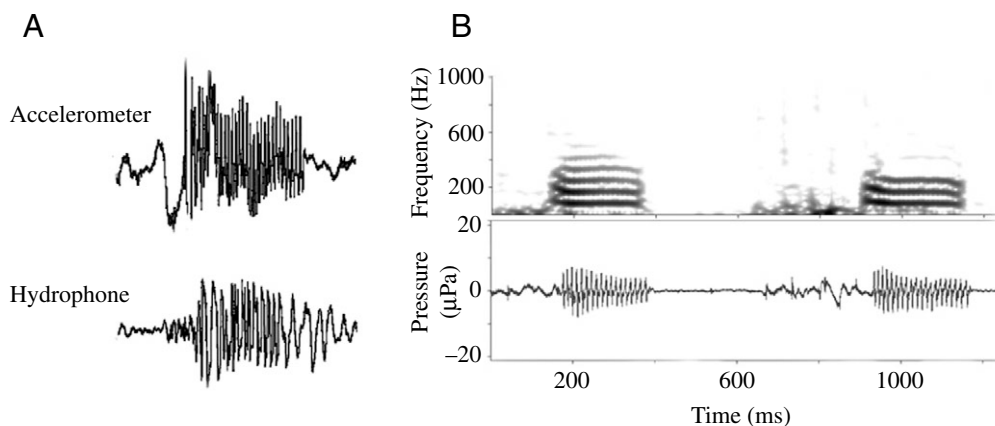 A
Accelerometer
Hydrophone
B
Frequency (Hz)
1000
600
200
Pressure
(μPa)
20
0
–20
200 600 1000
Time (ms)